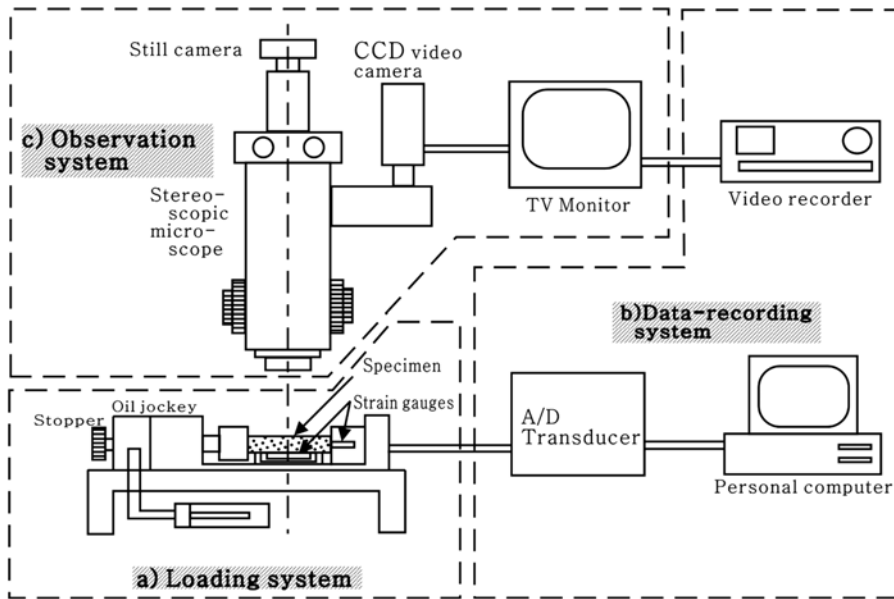 Still camera
CCD video
camera
c) Observation
system
Stereo-
scopic
micro-
scope
TV Monitor
Video recorder
b)Data-recording
system
Specimen
Strain gauges
Oil jockey
Stopper
A/D
Transducer
Personal computer
a) Loading system